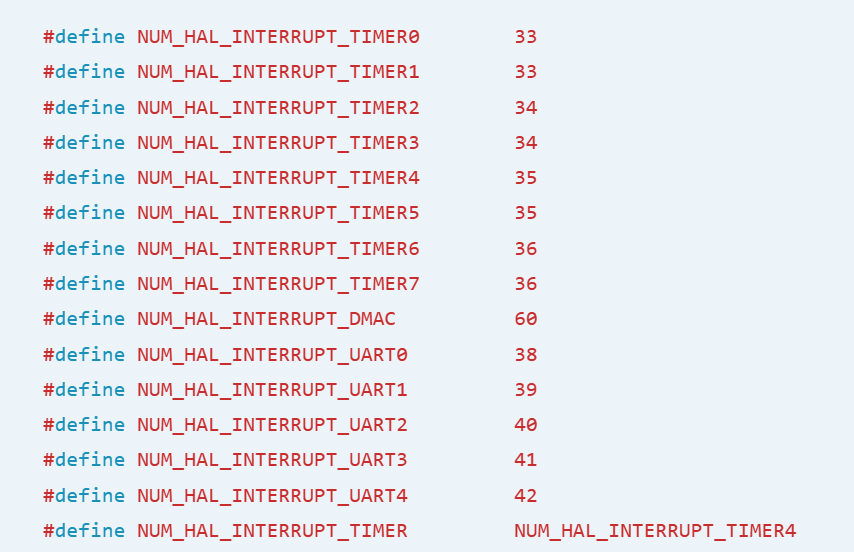 #define NUM_HAL_INTERRUPT_TIMER0        33
#define NUM_HAL_INTERRUPT_TIMER1        33
#define NUM_HAL_INTERRUPT_TIMER2        34
#define NUM_HAL_INTERRUPT_TIMER3        34
#define NUM_HAL_INTERRUPT_TIMER4        35
#define NUM_HAL_INTERRUPT_TIMER5        35
#define NUM_HAL_INTERRUPT_TIMER6        36
#define NUM_HAL_INTERRUPT_TIMER7        36
#define NUM_HAL_INTERRUPT_DMAC          60
#define NUM_HAL_INTERRUPT_UART0         38
#define NUM_HAL_INTERRUPT_UART1         39
#define NUM_HAL_INTERRUPT_UART2         40
#define NUM_HAL_INTERRUPT_UART3         41
#define NUM_HAL_INTERRUPT_UART4         42
#define NUM_HAL_INTERRUPT_TIMER         NUM_HAL_INTERRUPT_TIMER4